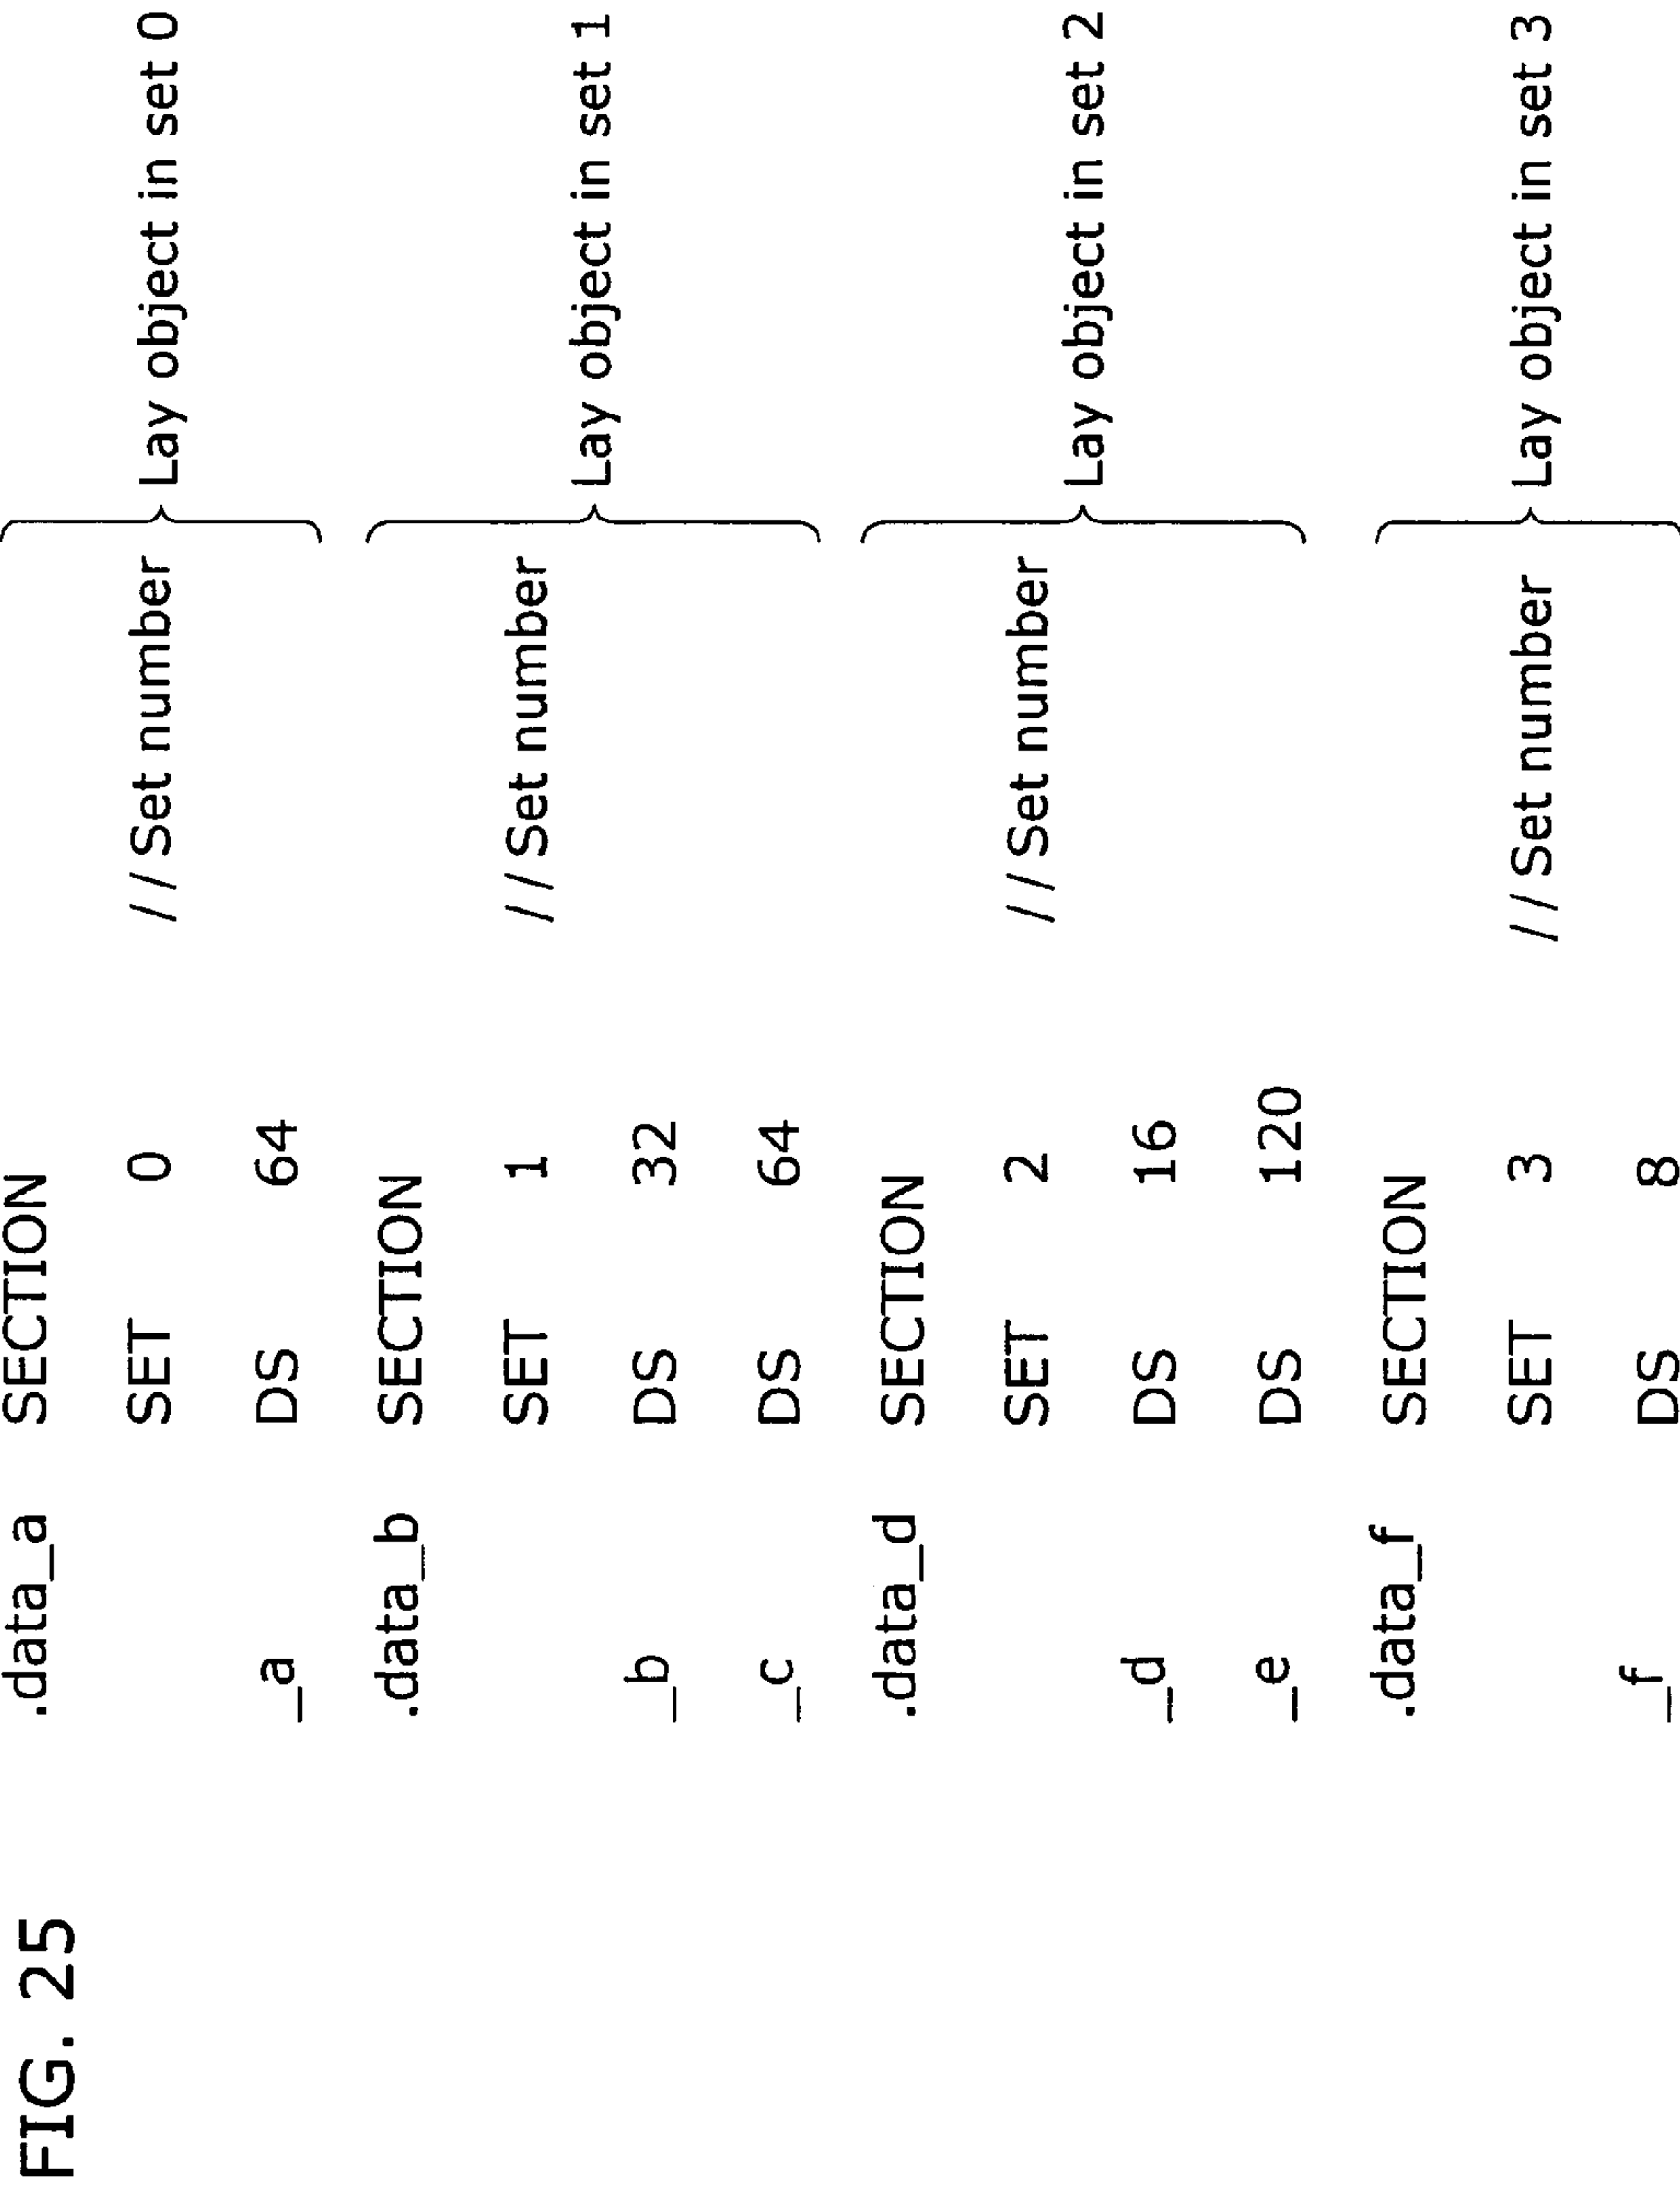 FIG. 25
.data_a SECTION
SET 0 // Set number
_a DS 64
Lay object in set 0
.data_b SECTION
SET 1 // Set number
_b DS 32
_c DS 64
Lay object in set 1
.data_d SECTION
SET 2 // Set number
_d DS 16
_e DS 120
Lay object in set 2
.data_f SECTION
SET 3 // Set number
_f DS 8
Lay object in set 3